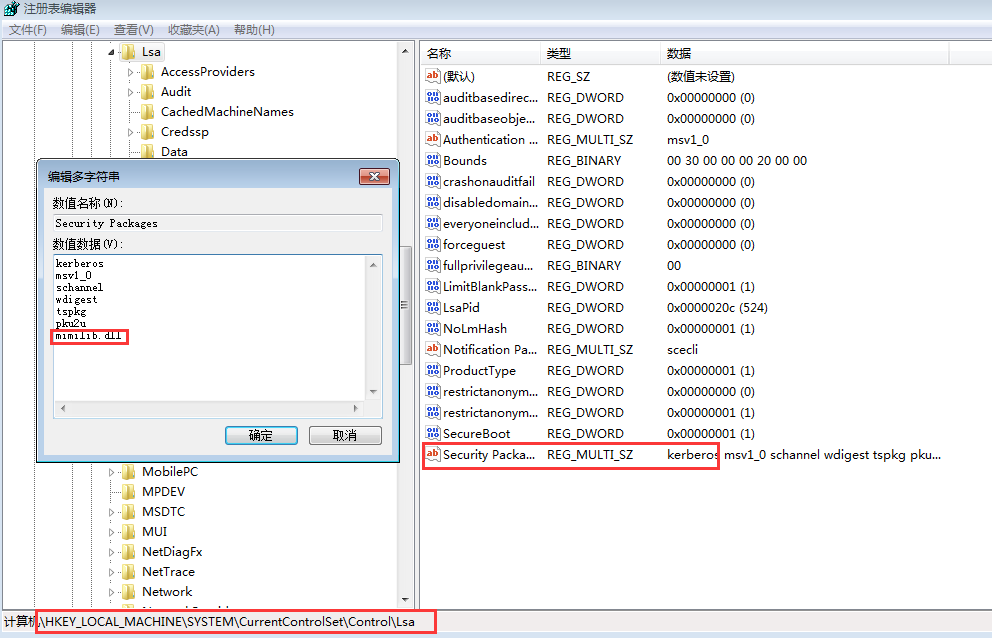 注册表编辑器
文件(F) 编辑(E) 查看(V) 收藏夹(A) 帮助(H)
Lsa
AccessProviders
Audit
CachedMachineNames
Credssp
Data
编辑多字符串
数值名称(N):
Security Packages
数值数据(V):
kerberos
msv1_0
schannel
wdigest
tspkg
pku2u
mimilib.dll
确定 取消
MobilePC
MPDEV
MSDTC
MUI
NetDiagFx
NetTrace
Network
名称 类型 数据
(默认) REG_SZ (数值未设置)
auditbasedirec... REG_DWORD 0x00000000 (0)
auditbaseobje... REG_DWORD 0x00000000 (0)
Authentication ... REG_MULTI_SZ msv1_0
Bounds REG_BINARY 00 30 00 00 00 20 00 00
crashonauditfail REG_DWORD 0x00000000 (0)
disabledomain... REG_DWORD 0x00000000 (0)
everyoneinclud... REG_DWORD 0x00000000 (0)
forceguest REG_DWORD 0x00000000 (0)
fullprivilegeau... REG_BINARY 00
LimitBlankPass... REG_DWORD 0x00000001 (1)
LsaPid REG_DWORD 0x0000020c (524)
NoLmHash REG_DWORD 0x00000001 (1)
Notification Pa... REG_MULTI_SZ scecli
ProductType REG_DWORD 0x00000001 (1)
restrictanonym... REG_DWORD 0x00000000 (0)
restrictanonym... REG_DWORD 0x00000001 (1)
SecureBoot REG_DWORD 0x00000001 (1)
Security Packa... REG_MULTI_SZ kerberos msv1_0 schannel wdigest tspkg pku...
计算机\HKEY_LOCAL_MACHINE\SYSTEM\CurrentControlSet\Control\Lsa